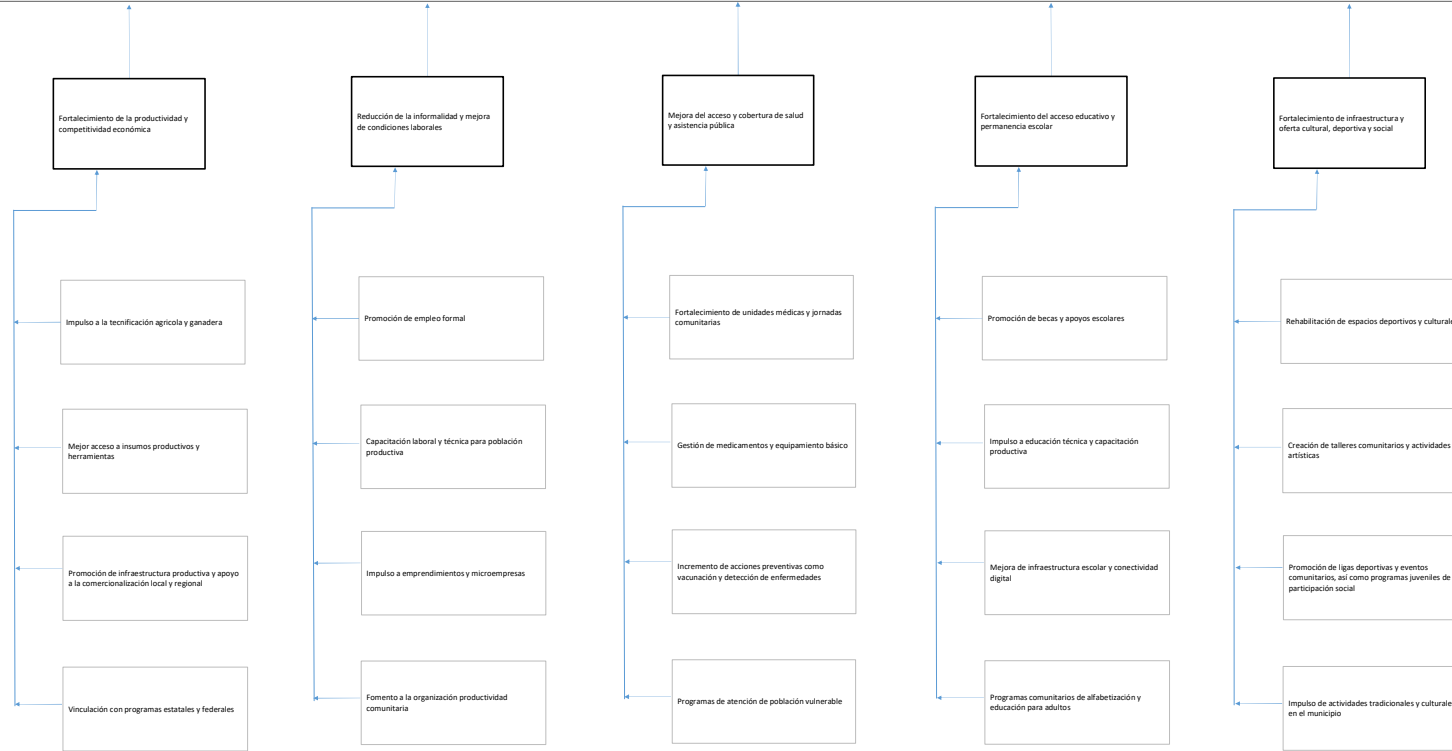 Fortalecimiento de la productividad y
competitividad económica
Reducción de la informalidad y mejora
de condiciones laborales
Mejora del acceso y cobertura de salud
y asistencia pública
Fortalecimiento del acceso educativo y
permanencia escolar
Fortalecimiento de infraestructura y
oferta cultural, deportiva y social
Impulso a la tecnificación agricola y ganadera
Promoción de empleo formal
Fortalecimiento de unidades médicas y jornadas
comunitarias
Promoción de becas y apoyos escolares
Rehabilitación de espacios deportivos y culturale
Mejor acceso a insumos productivos y
herramientas
Capacitación laboral y técnica para población
productiva
Gestión de medicamentos y equipamiento básico
Impulso a educación técnica y capacitación
productiva
Creación de talleres comunitarios y actividades
artísticas
Promoción de infraestructura productiva y apoyo
a la comercionalización local y regional
Impulso a emprendimientos y microempresas
Incremento de acciones preventivas como
vacunación y detección de enfermedades
Mejora de infraestructura escolar y conectividad
digital
Promoción de ligas deportivas y eventos
comunitarios, así como programas juveniles de
participación social
Vinculación con programas estatales y federales
Fomento a la organización productividad
comunitaria
Programas de atención de población vulnerable
Programas comunitarios de alfabetización y
educación para adultos
Impulso de actividades tradicionales y culturale
en el municipio